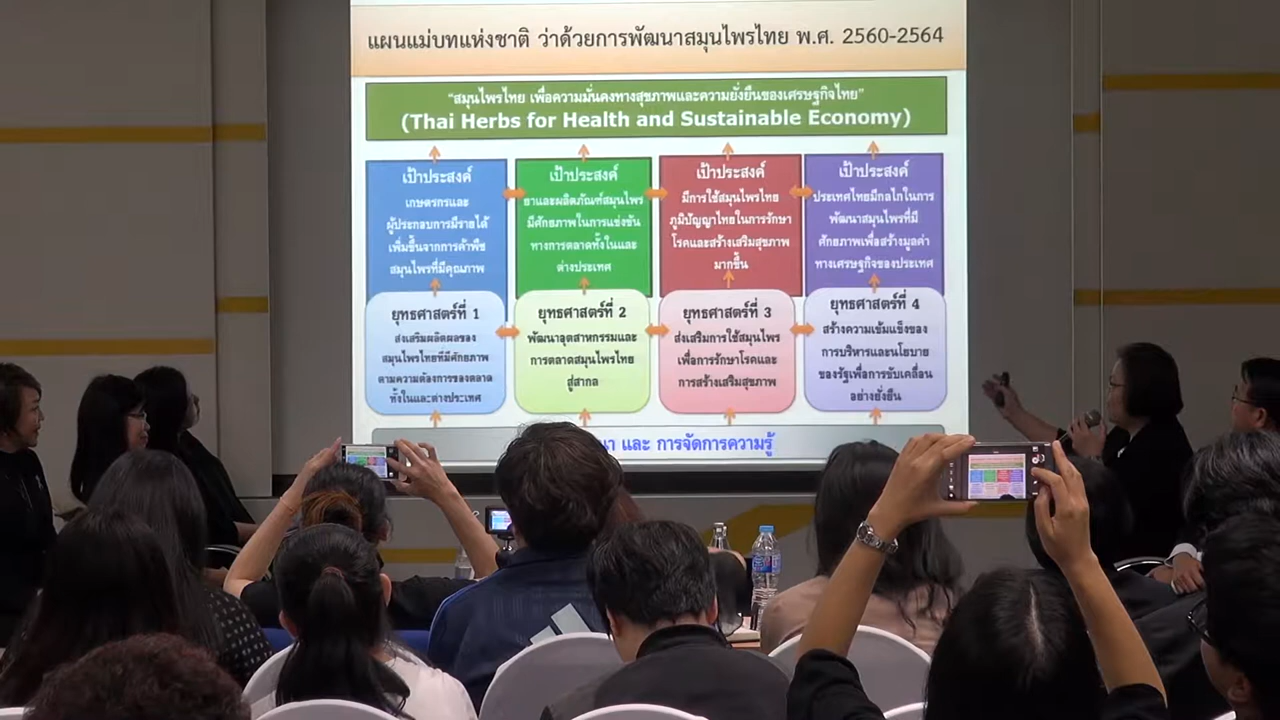 แผนแม่บทแห่งชาติ ว่าด้วยการพัฒนาสมุนไพรไทย พ.ศ. 2560-2564
“สมุนไพรไทย เพื่อความมั่นคงทางสุขภาพและความยั่งยืนของเศรษฐกิจไทย”
(Thai Herbs for Health and Sustainable Economy)
เป้าประสงค์
เกษตรกรและ
ผู้ประกอบการมีรายได้
เพิ่มขึ้นจากการค้าพืช
สมุนไพรที่มีคุณภาพ
เป้าประสงค์
ยาและผลิตภัณฑ์สมุนไพร
มีศักยภาพในการแข่งขัน
ทางการตลาดทั้งในและ
ต่างประเทศ
เป้าประสงค์
มีการใช้สมุนไพรไทย
ภูมิปัญญาไทยในการรักษา
โรคและสร้างเสริมสุขภาพ
มากขึ้น
เป้าประสงค์
ประเทศไทยมีกลไกในการ
พัฒนาสมุนไพรที่มี
ศักยภาพเพื่อสร้างมูลค่า
ทางเศรษฐกิจของประเทศ
ยุทธศาสตร์ที่ 1
ส่งเสริมผลิตผลของ
สมุนไพรไทยที่มีศักยภาพ
ตามความต้องการของตลาด
ทั้งในและต่างประเทศ
ยุทธศาสตร์ที่ 2
พัฒนาอุตสาหกรรมและ
การตลาดสมุนไพรไทย
สู่สากล
ยุทธศาสตร์ที่ 3
ส่งเสริมการใช้สมุนไพร
เพื่อการรักษาโรคและ
การสร้างเสริมสุขภาพ
ยุทธศาสตร์ที่ 4
สร้างความเข้มแข็งของ
การบริหารและนโยบาย
ของรัฐเพื่อการขับเคลื่อน
อย่างยั่งยืน
และ การจัดการความรู้